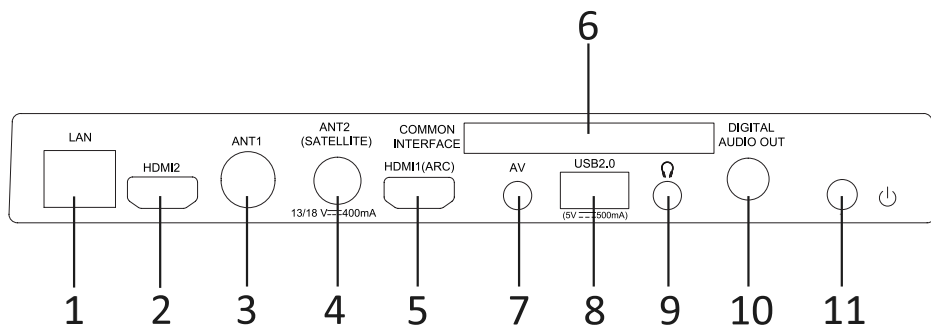 6
LAN
HDMI2
ANT1
ANT2
(SATELLITE)
13/18 V⎓400mA
COMMON
INTERFACE
HDMI1(ARC)
AV
USB2.0
(5V⎓500mA)
DIGITAL
AUDIO OUT
1 2 3 4 5 7 8 9 10 11